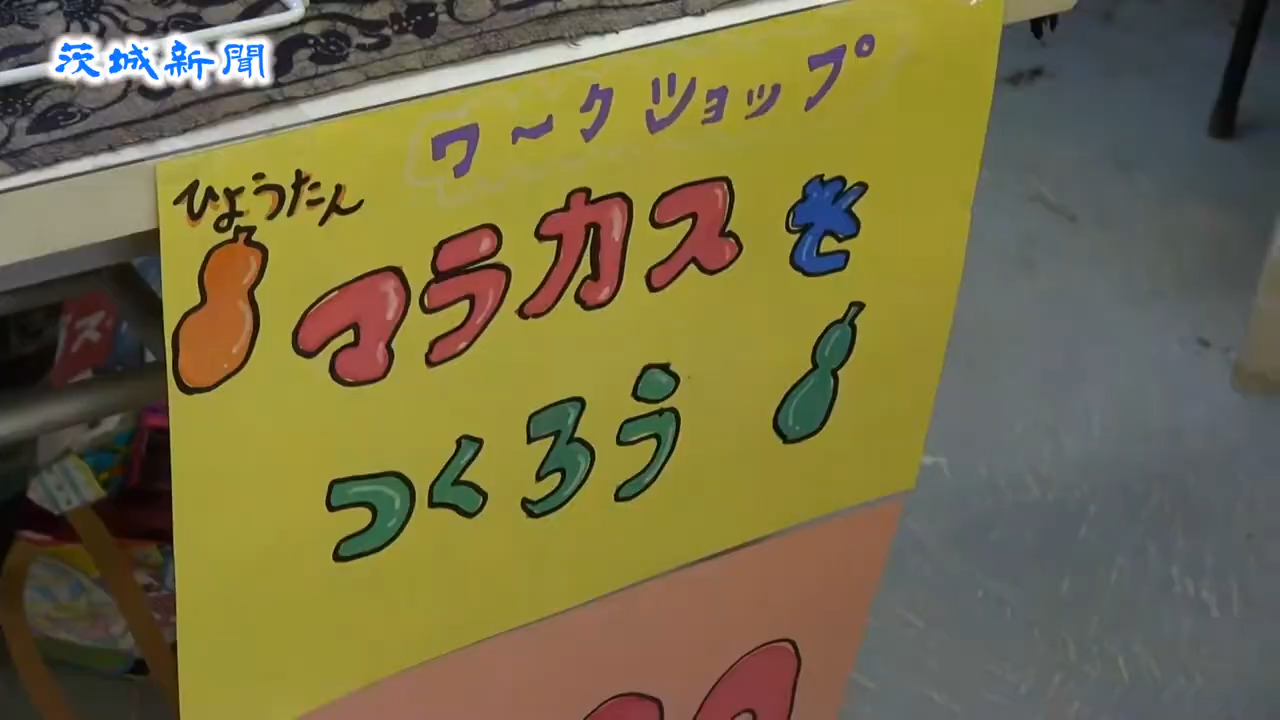 茨城新聞
ワークショップ
ひょうたん
マラカスを
つくろう